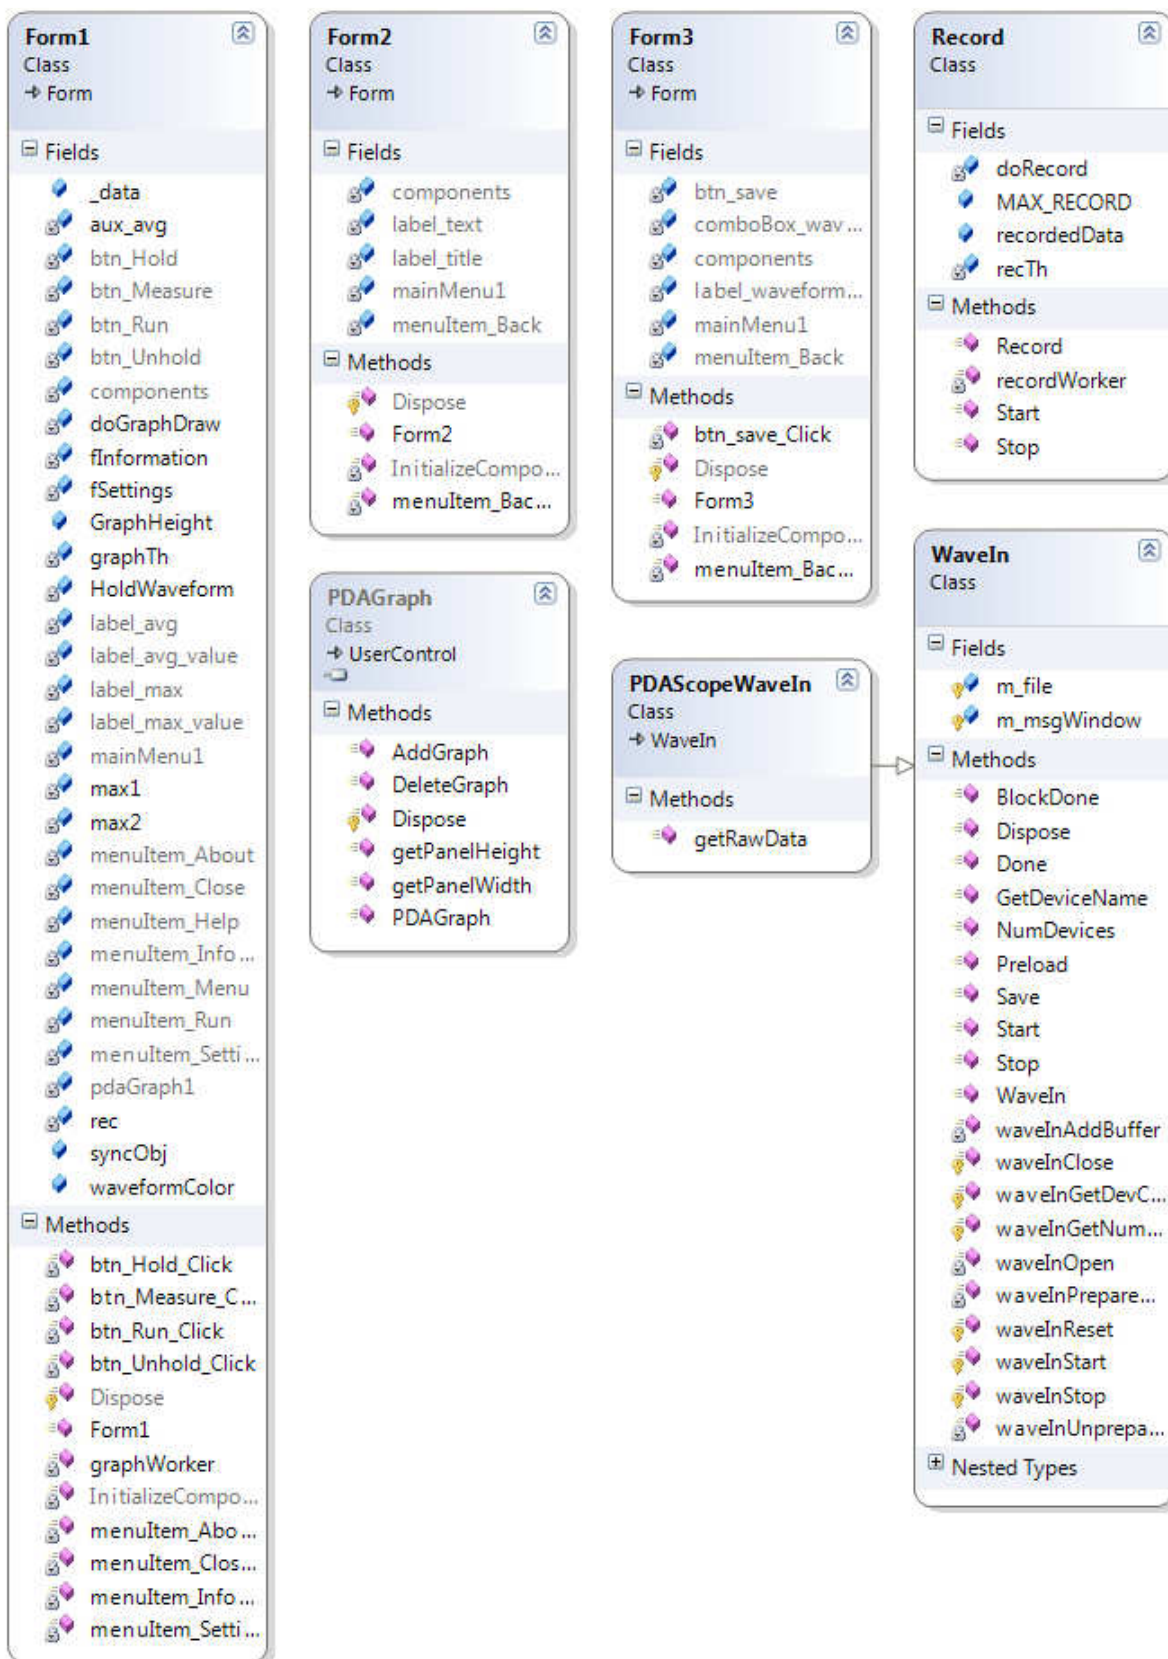 Form1
Class
Form
Fields
_data
aux_avg
btn_Hold
btn_Measure
btn_Run
btn_Unhold
components
doGraphDraw
fInformation
fSettings
GraphHeight
graphTh
HoldWaveform
label_avg
label_avg_value
label_max
label_max_value
mainMenu1
max1
max2
menuItem_About
menuItem_Close
menuItem_Help
menuItem_Info...
menuItem_Menu
menuItem_Run
menuItem_Setti...
pdaGraph1
rec
syncObj
waveformColor
Methods
btn_Hold_Click
btn_Measure_C...
btn_Run_Click
btn_Unhold_Click
Dispose
Form1
graphWorker
InitializeCompo...
menuItem_Abo...
menuItem_Clos...
menuItem_Info...
menuItem_Setti...
Form2
Class
Form
Fields
components
label_text
label_title
mainMenu1
menuItem_Back
Methods
Dispose
Form2
InitializeCompo...
menuItem_Bac...
PDAGraph
Class
UserControl
Methods
AddGraph
DeleteGraph
Dispose
getPanelHeight
getPanelWidth
PDAGraph
Form3
Class
Form
Fields
btn_save
comboBox_wav...
components
label_waveform...
mainMenu1
menuItem_Back
Methods
btn_save_Click
Dispose
Form3
InitializeCompo...
menuItem_Bac...
PDAScopeWaveIn
Class
WaveIn
Methods
getRawData
Record
Class
Fields
doRecord
MAX_RECORD
recordedData
recTh
Methods
Record
recordWorker
Start
Stop
WaveIn
Class
Fields
m_file
m_msgWindow
Methods
BlockDone
Dispose
Done
GetDeviceName
NumDevices
Preload
Save
Start
Stop
WaveIn
waveInAddBuffer
waveInClose
waveInGetDevC...
waveInGetNum...
waveInOpen
waveInPrepare...
waveInReset
waveInStart
waveInStop
waveInUnprepa...
Nested Types